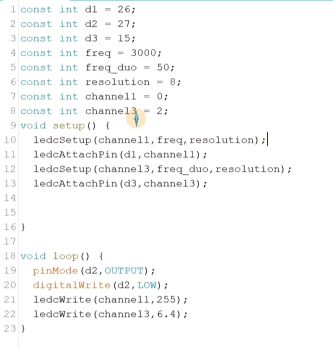 1 const int d1 = 26;
2 const int d2 = 27;
3 const int d3 = 15;
4 const int freq = 3000;
5 const int freq_duo = 50;
6 const int resolution = 8;
7 const int channel1 = 0;
8 const int channel3 = 2;
9 void setup() {
10 ledcSetup(channel1,freq,resolution);
11 ledcAttachPin(d1,channel1);
12 ledcSetup(channel3,freq_duo,resolution);
13 ledcAttachPin(d3,channel3);
14
15
16 }
17
18 void loop() {
19 pinMode(d2,OUTPUT);
20 digitalWrite(d2,LOW);
21 ledcWrite(channel1,255);
22 ledcWrite(channel3,6.4);
23 }